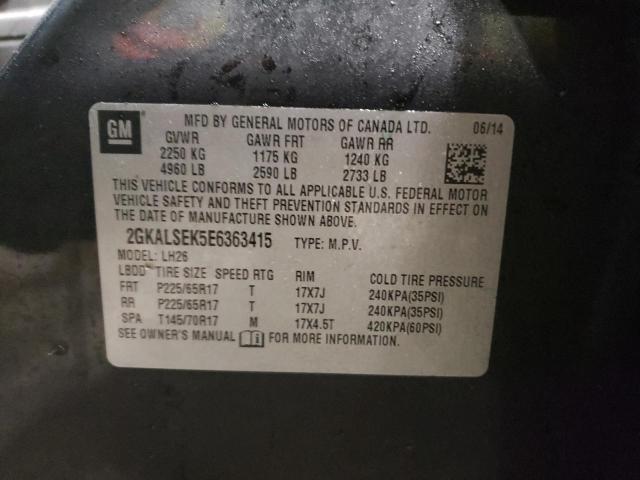 GM
MFD BY GENERAL MOTORS OF CANADA LTD. 06/14
GVWR GAWR FRT GAWR RR
2250 KG 1175 KG 1240 KG
4960 LB 2590 LB 2733 LB
THIS VEHICLE CONFORMS TO ALL APPLICABLE U.S. FEDERAL MOTOR
VEHICLE SAFETY AND THEFT PREVENTION STANDARDS IN EFFECT ON
THE DATE OF MANUFACTURE SHOWN ABOVE.
2GKALSEK5E6363415 TYPE: M.P.V.
MODEL: LH26
LBDD TIRE SIZE SPEED RTG RIM COLD TIRE PRESSURE
FRT P225/65R17 T 17X7J 240KPA(35PSI)
RR P225/65R17 T 17X7J 240KPA(35PSI)
SPA T145/70R17 M 17X4.5T 420KPA(60PSI)
SEE OWNER'S MANUAL FOR MORE INFORMATION.